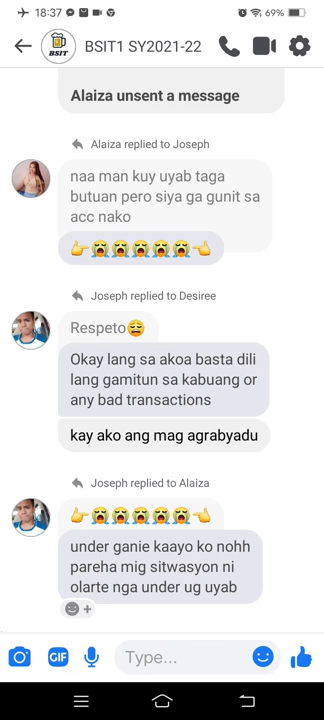 18:37
69%
BSIT1 SY2021-22
BSIT
Alaiza unsent a message
Alaiza replied to Joseph
naa man kuy uyab taga
butuan pero siya ga gunit sa
acc nako
👉😭😭😭😭😭👈
Joseph replied to Desiree
Respeto😩
Okay lang sa akoa basta dili
lang gamitun sa kabuang or
any bad transactions
kay ako ang mag agrabyadu
Joseph replied to Alaiza
👉😭😭😭😭😭👈
under ganie kaayo ko nohh
pareha mig sitwasyon ni
olarte nga under ug uyab
GIF
Type...